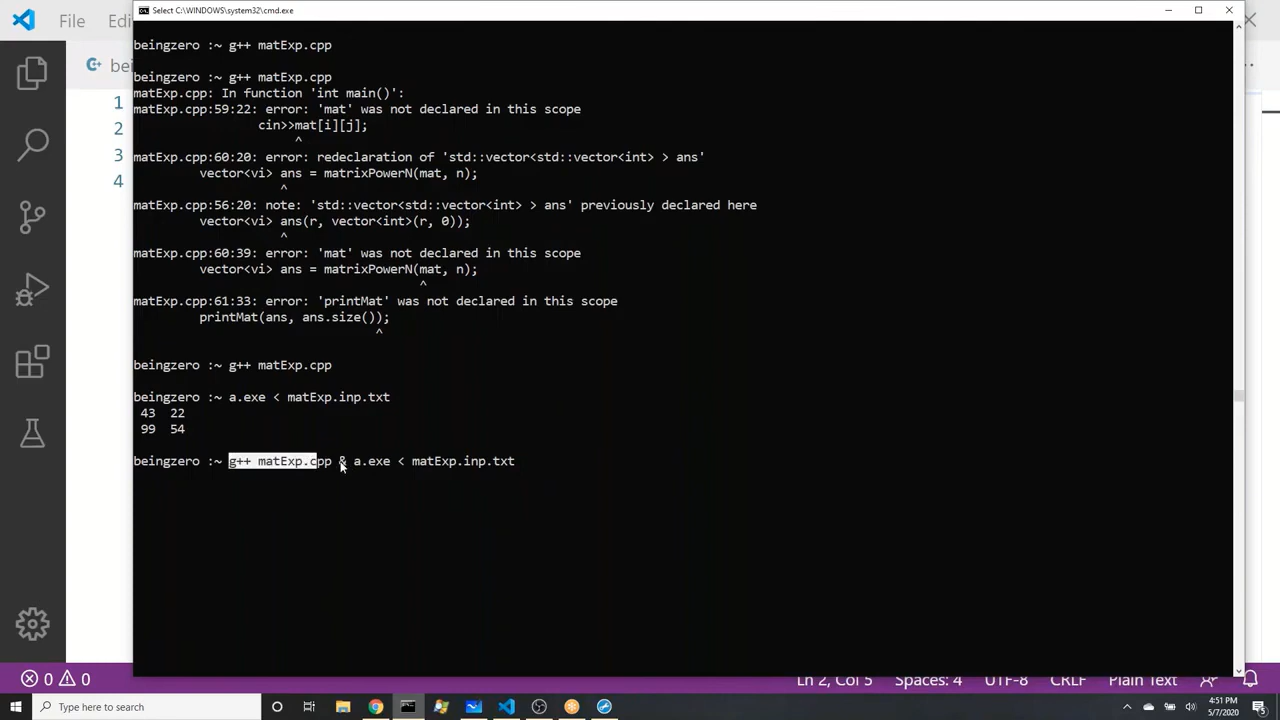 Select C:\WINDOWS\system32\cmd.exe
File Edi
bei
1
2
3
4
beingzero :~ g++ matExp.cpp
beingzero :~ g++ matExp.cpp
matExp.cpp: In function 'int main()':
matExp.cpp:59:22: error: 'mat' was not declared in this scope
cin>>mat[i][j];
^
matExp.cpp:60:20: error: redeclaration of 'std::vector<std::vector<int> > ans'
vector<vi> ans = matrixPowerN(mat, n);
^
matExp.cpp:56:20: note: 'std::vector<std::vector<int> > ans' previously declared here
vector<vi> ans(r, vector<int>(r, 0));
^
matExp.cpp:60:39: error: 'mat' was not declared in this scope
vector<vi> ans = matrixPowerN(mat, n);
^
matExp.cpp:61:33: error: 'printMat' was not declared in this scope
printMat(ans, ans.size());
^
beingzero :~ g++ matExp.cpp
beingzero :~ a.exe < matExp.inp.txt
43 22
99 54
beingzero :~ g++ matExp.cpp & a.exe < matExp.inp.txt
0 0 Ln 2, Col 5 Spaces: 4 UTF-8 CRLF Plain Text
Type here to search
4:51 PM
5/7/2020